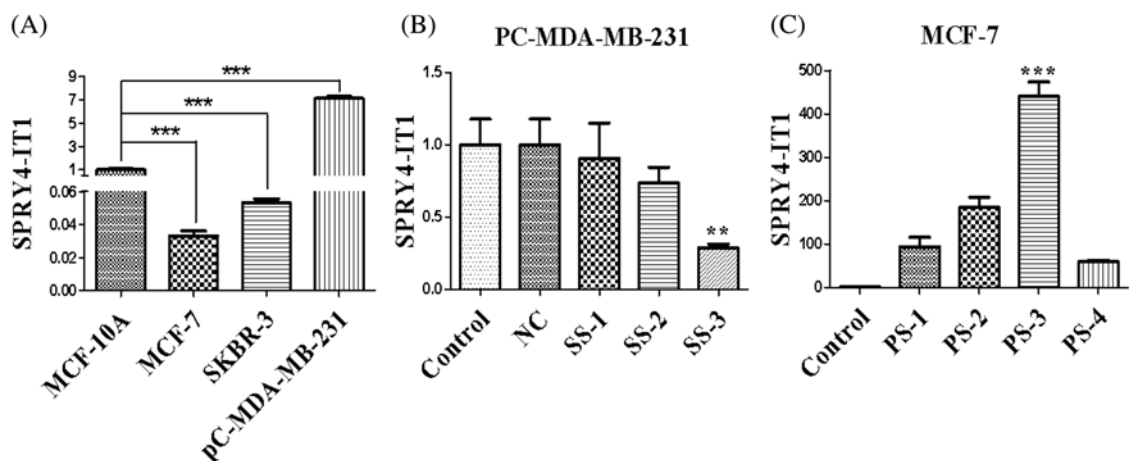 (A)
SPRY4-IT1
9
7
5
3
1
0.06
0.04
0.02
0.00
***
***
***
MCF-10A
MCF-7
SKBR-3
pC-MDA-MB-231
(B)
PC-MDA-MB-231
SPRY4-IT1
1.5
1.0
0.5
0.0
**
Control
NC
SS-1
SS-2
SS-3
(C)
MCF-7
SPRY4-IT1
500
400
300
200
100
0
***
Control
PS-1
PS-2
PS-3
PS-4